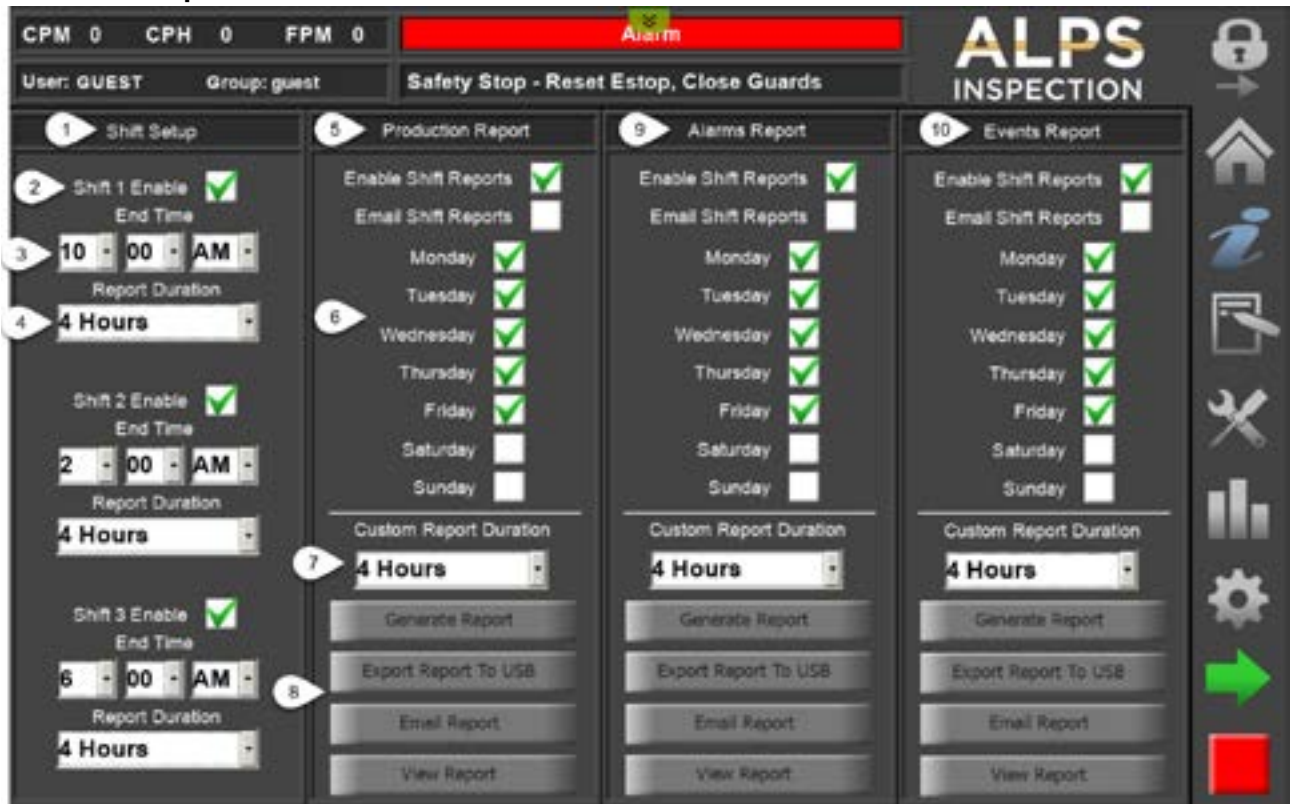 CPM 0 CPH 0 FPM 0
Alarm
ALPS
INSPECTION
User: GUEST Group: guest
Safety Stop - Reset Estop, Close Guards
1 Shift Setup
2 Shift 1 Enable
End Time
3 10 00 AM
Report Duration
4 4 Hours
Shift 2 Enable
End Time
2 00 AM
Report Duration
4 Hours
Shift 3 Enable
End Time
6 00 AM
Report Duration
4 Hours
5 Production Report
Enable Shift Reports
Email Shift Reports
Monday
Tuesday
6
Wednesday
Thursday
Friday
Saturday
Sunday
Custom Report Duration
7 4 Hours
Generate Report
Export Report To USB
8
Email Report
View Report
9 Alarms Report
Enable Shift Reports
Email Shift Reports
Monday
Tuesday
Wednesday
Thursday
Friday
Saturday
Sunday
Custom Report Duration
4 Hours
Generate Report
Export Report To USB
Email Report
View Report
10 Events Report
Enable Shift Reports
Email Shift Reports
Monday
Tuesday
Wednesday
Thursday
Friday
Saturday
Sunday
Custom Report Duration
4 Hours
Generate Report
Export Report To USB
Email Report
View Report